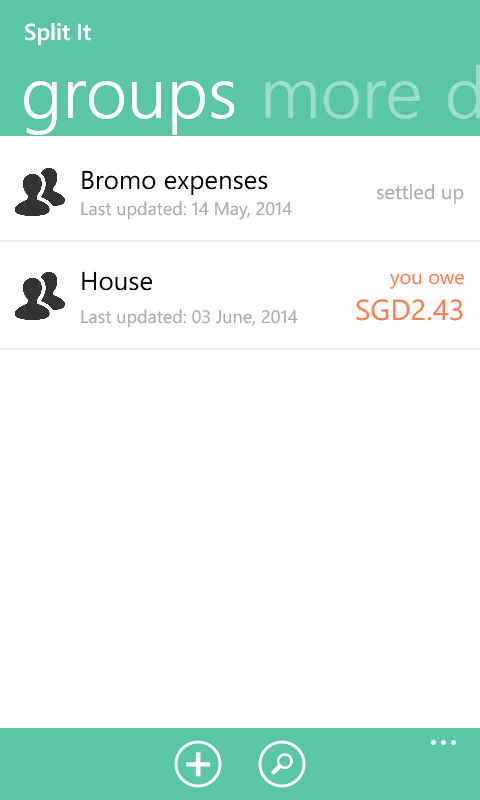 Split It
groups more d
Bromo expenses
settled up
Last updated: 14 May, 2014
House
you owe
Last updated: 03 June, 2014
SGD2.43